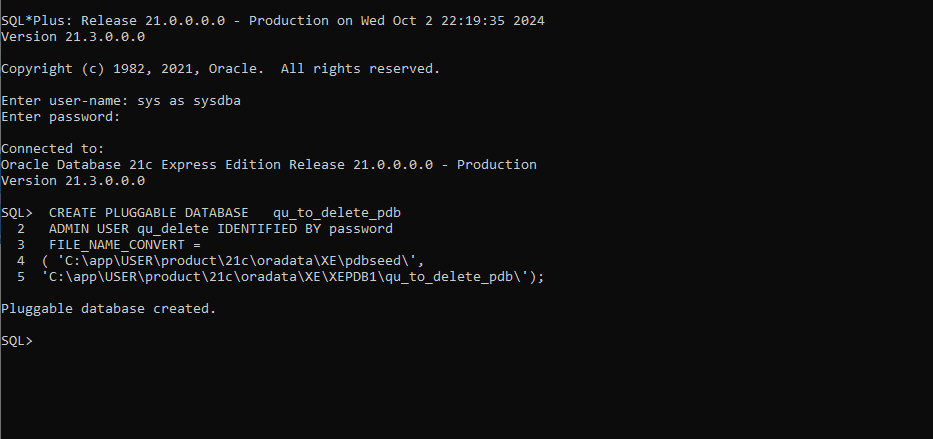 SQL*Plus: Release 21.0.0.0.0 - Production on Wed Oct 2 22:19:35 2024
Version 21.3.0.0.0
Copyright (c) 1982, 2021, Oracle.  All rights reserved.
Enter user-name: sys as sysdba
Enter password:
Connected to:
Oracle Database 21c Express Edition Release 21.0.0.0.0 - Production
Version 21.3.0.0.0
SQL>  CREATE PLUGGABLE DATABASE   qu_to_delete_pdb
  2   ADMIN USER qu_delete IDENTIFIED BY password
  3   FILE_NAME_CONVERT =
  4  ( 'C:\app\USER\product\21c\oradata\XE\pdbseed\',
  5  'C:\app\USER\product\21c\oradata\XE\XEPDB1\qu_to_delete_pdb\');
Pluggable database created.
SQL>